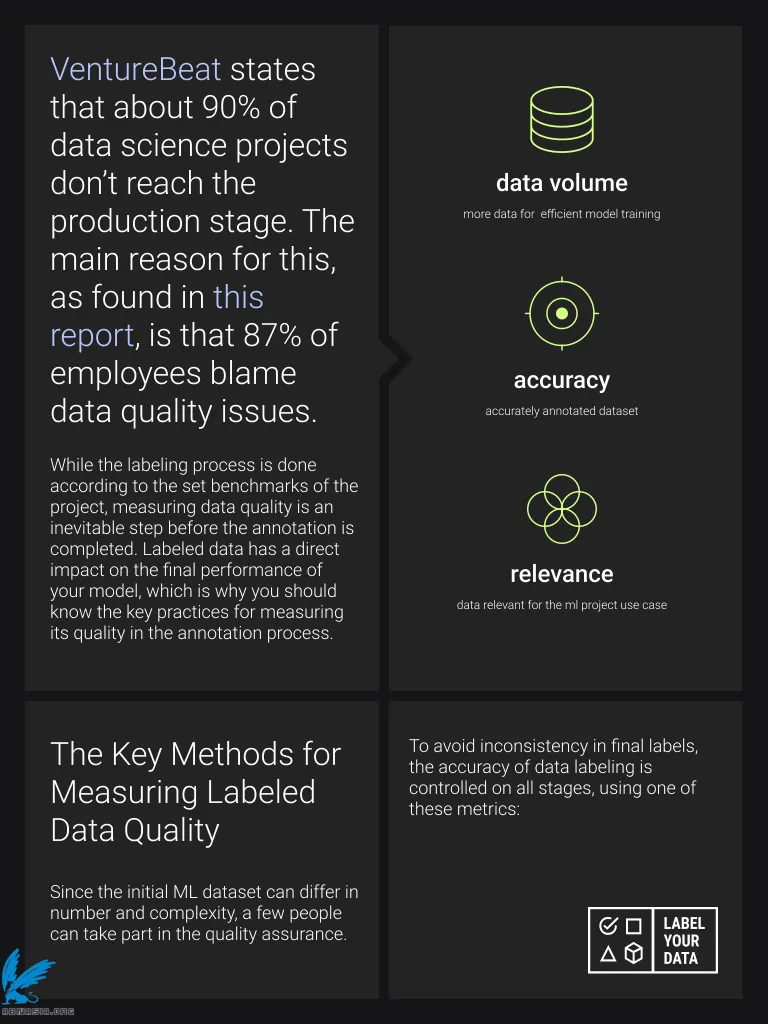 VentureBeat states
that about 90% of
data science projects
don’t reach the
production stage. The
main reason for this,
as found in this
report, is that 87% of
employees blame
data quality issues.
While the labeling process is done
according to the set benchmarks of the
project, measuring data quality is an
inevitable step before the annotation is
completed. Labeled data has a direct
impact on the final performance of
your model, which is why you should
know the key practices for measuring
its quality in the annotation process.
data volume
more data for efficient model training
accuracy
accurately annotated dataset
relevance
data relevant for the ml project use case
The Key Methods for
Measuring Labeled
Data Quality
Since the initial ML dataset can differ in
number and complexity, a few people
can take part in the quality assurance.
To avoid inconsistency in final labels,
the accuracy of data labeling is
controlled on all stages, using one of
these metrics:
LABEL
YOUR
DATA